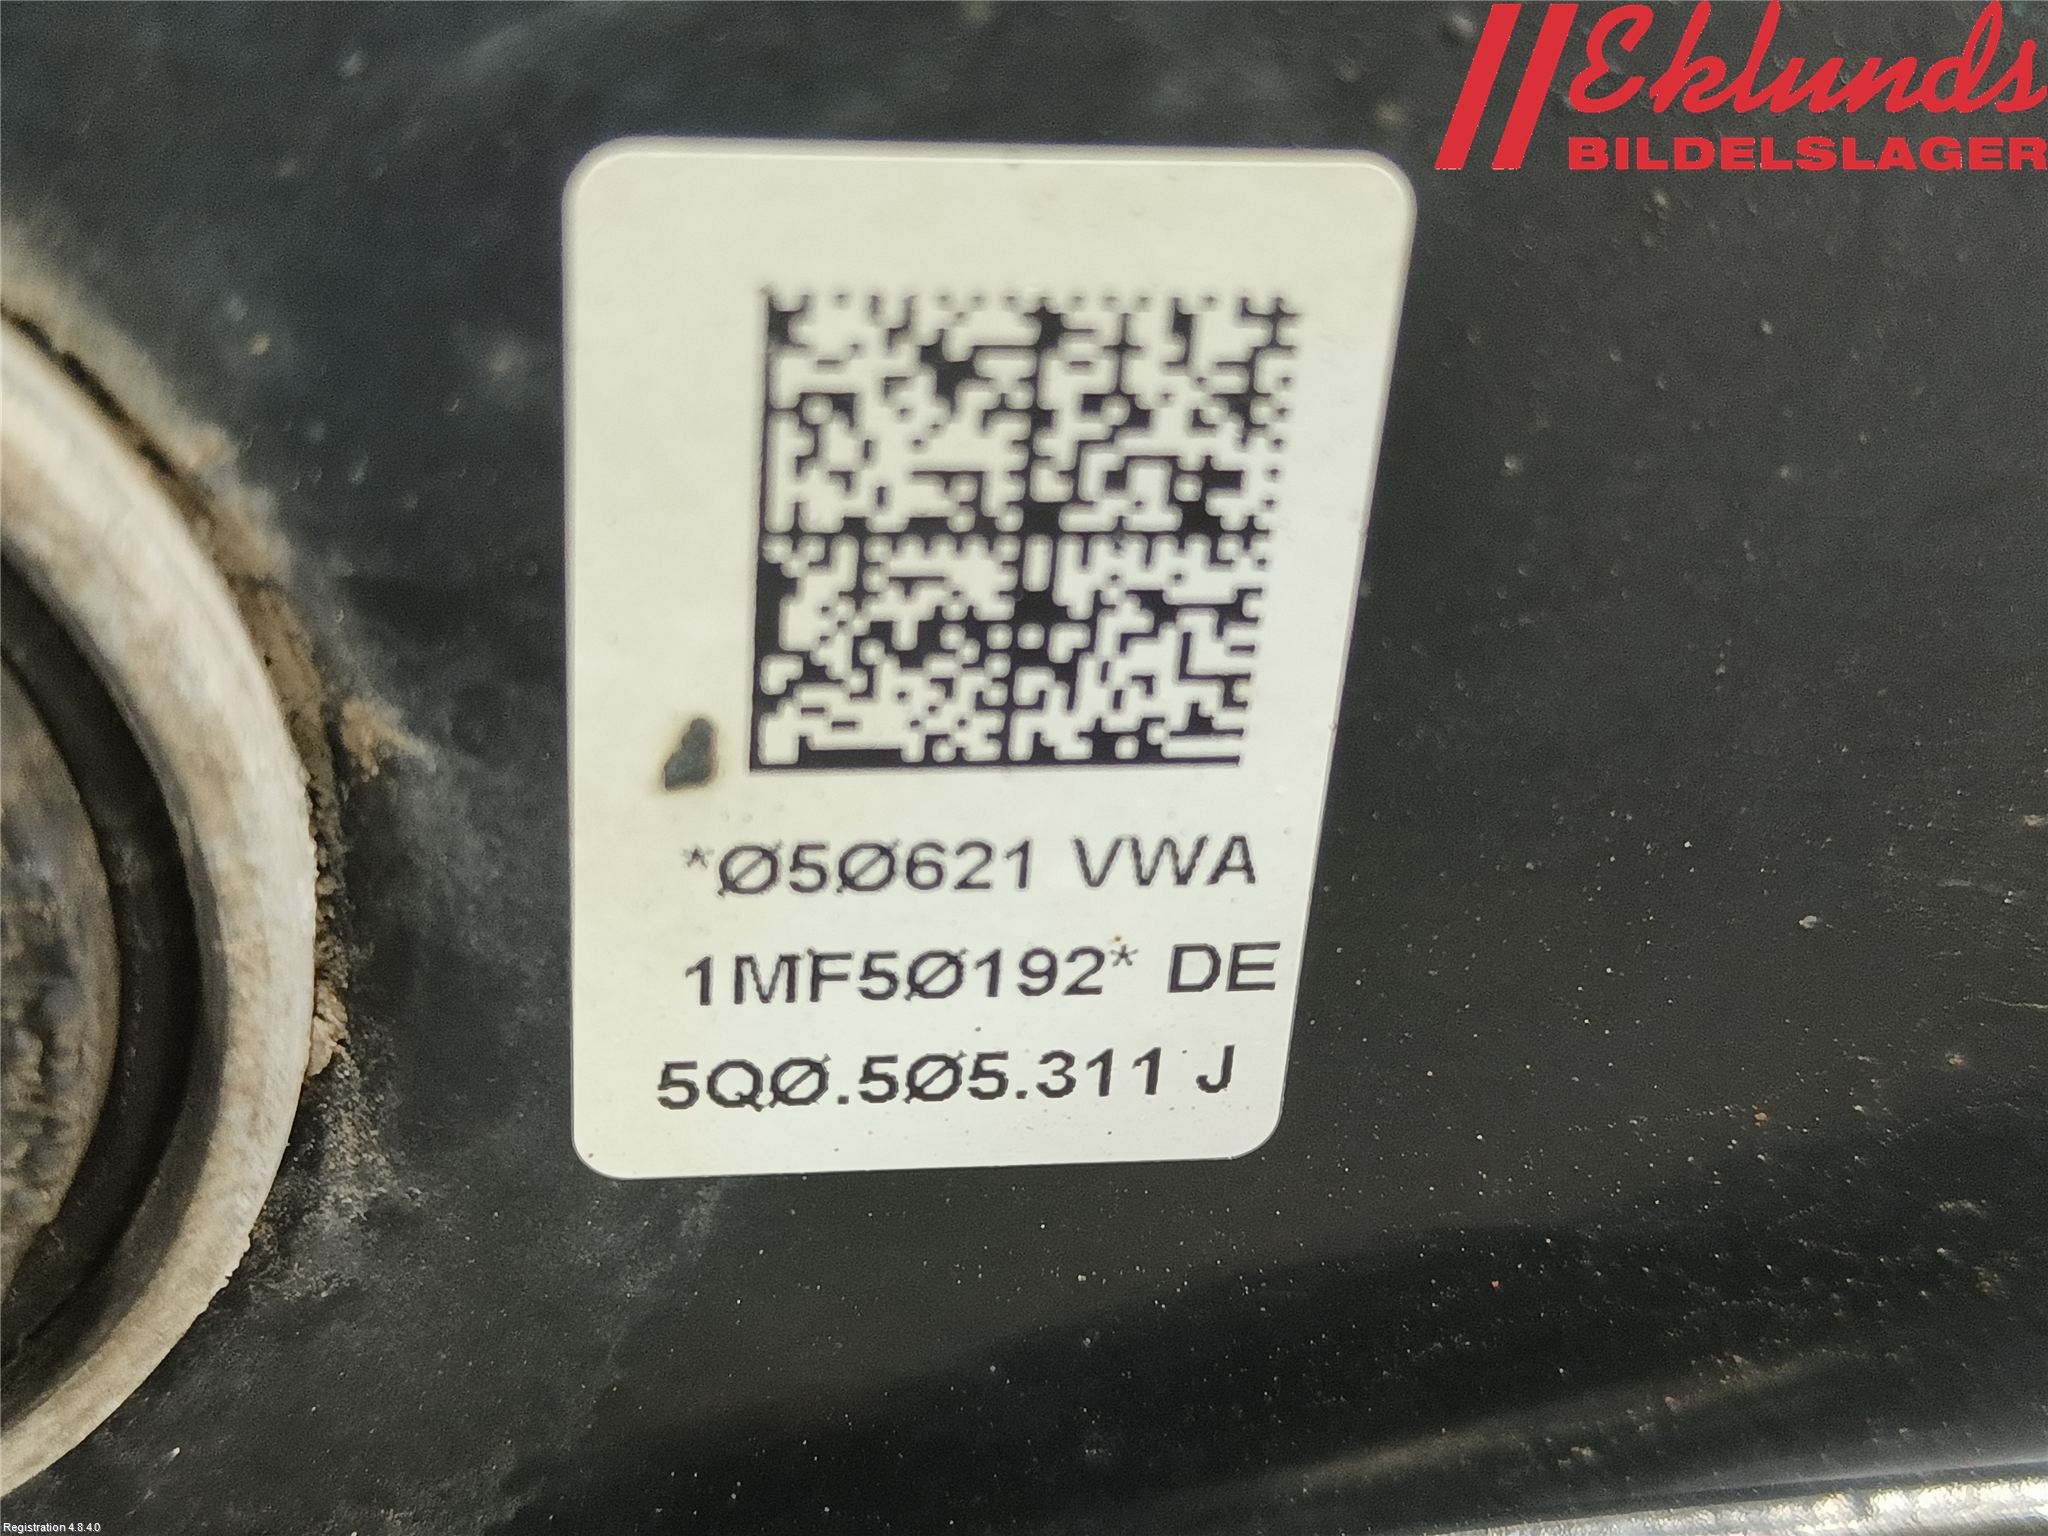 Eklunds
BILDELSLAGER
*Ø5Ø621 VWA
1MF5Ø192* DE
5QØ.5Ø5.311 J
Registration 4.8.4.0